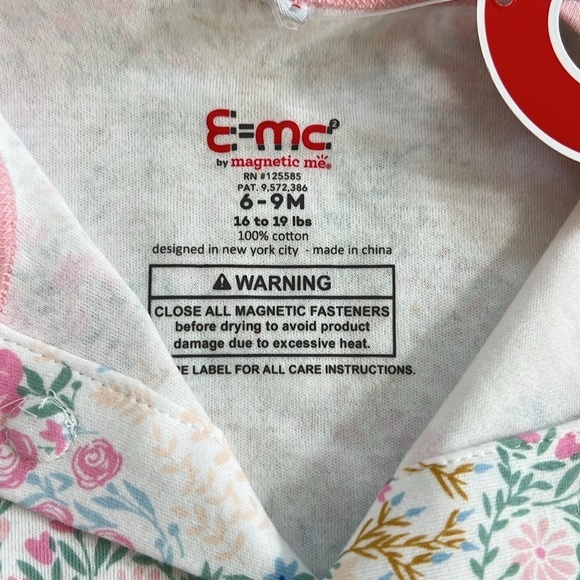 E=mc²
by magnetic me®
RN #125585
PAT. 9,572,386
6-9M
16 to 19 lbs
100% cotton
designed in new york city - made in china
WARNING
CLOSE ALL MAGNETIC FASTENERS
before drying to avoid product
damage due to excessive heat.
LABEL FOR ALL CARE INSTRUCTIONS.